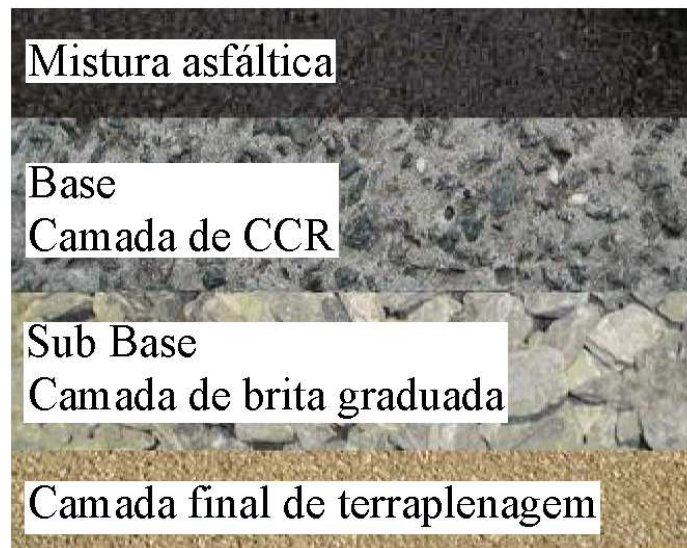 Mistura asfáltica
Base
Camada de CCR
Sub Base
Camada de brita graduada
Camada final de terraplenagem